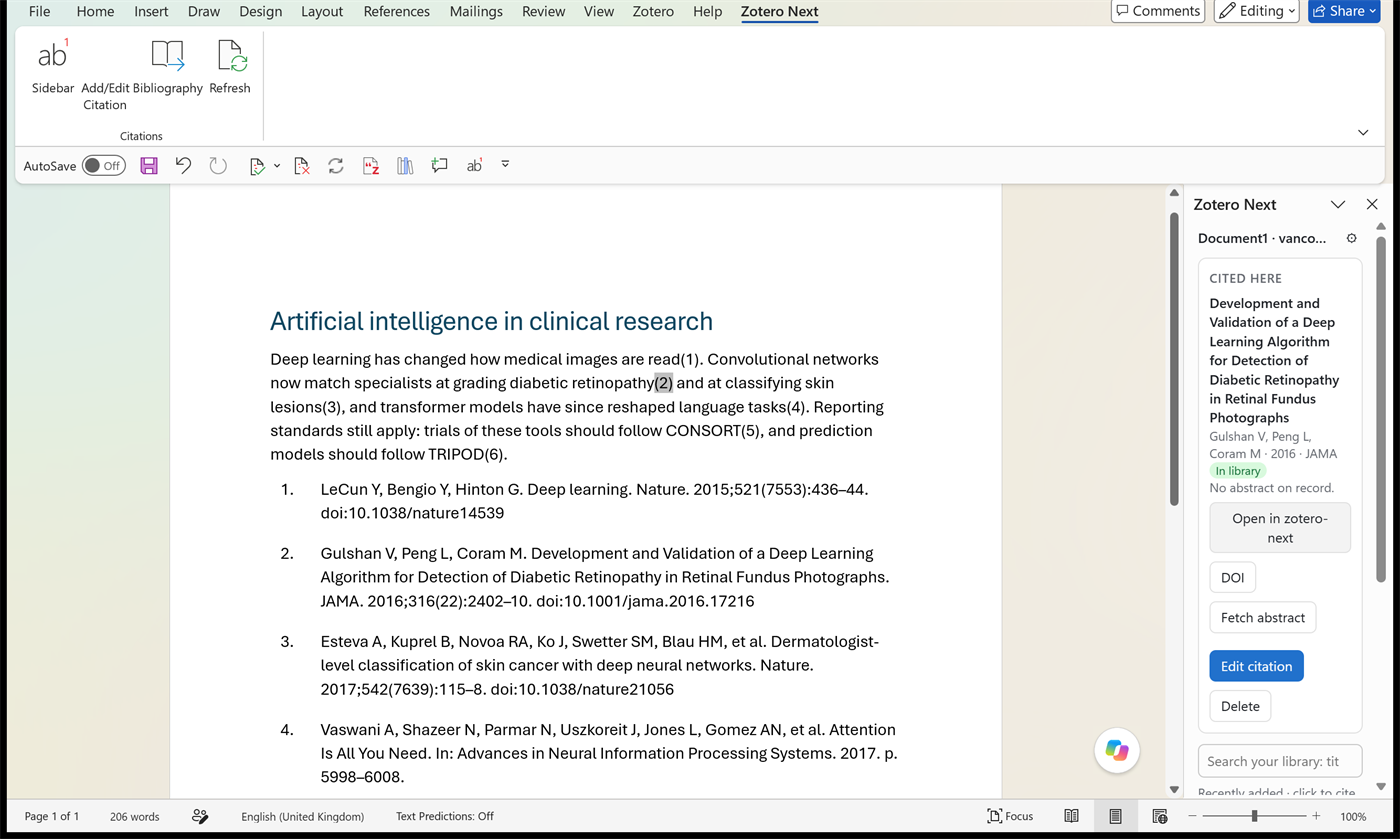 File Home Insert Draw Design Layout References Mailings Review View Zotero Help Zotero Next
Comments Editing Share
ab1
Sidebar Add/Edit Citation Bibliography Refresh
Citations
AutoSave Off
Zotero Next
Document1 · vanco...
CITED HERE
Development and
Validation of a Deep
Learning Algorithm
for Detection of
Diabetic Retinopathy
in Retinal Fundus
Photographs
Gulshan V, Peng L,
Coram M · 2016 · JAMA
In library
No abstract on record.
Open in zotero-
next
DOI
Fetch abstract
Edit citation
Delete
Search your library: tit
Recently added · click to cite
Artificial intelligence in clinical research
Deep learning has changed how medical images are read(1). Convolutional networks
now match specialists at grading diabetic retinopathy(2) and at classifying skin
lesions(3), and transformer models have since reshaped language tasks(4). Reporting
standards still apply: trials of these tools should follow CONSORT(5), and prediction
models should follow TRIPOD(6).
1. LeCun Y, Bengio Y, Hinton G. Deep learning. Nature. 2015;521(7553):436–44.
doi:10.1038/nature14539
2. Gulshan V, Peng L, Coram M. Development and Validation of a Deep Learning
Algorithm for Detection of Diabetic Retinopathy in Retinal Fundus Photographs.
JAMA. 2016;316(22):2402–10. doi:10.1001/jama.2016.17216
3. Esteva A, Kuprel B, Novoa RA, Ko J, Swetter SM, Blau HM, et al. Dermatologist-
level classification of skin cancer with deep neural networks. Nature.
2017;542(7639):115–8. doi:10.1038/nature21056
4. Vaswani A, Shazeer N, Parmar N, Uszkoreit J, Jones L, Gomez AN, et al. Attention
Is All You Need. In: Advances in Neural Information Processing Systems. 2017. p.
5998–6008.
Page 1 of 1 206 words English (United Kingdom) Text Predictions: Off Focus 100%